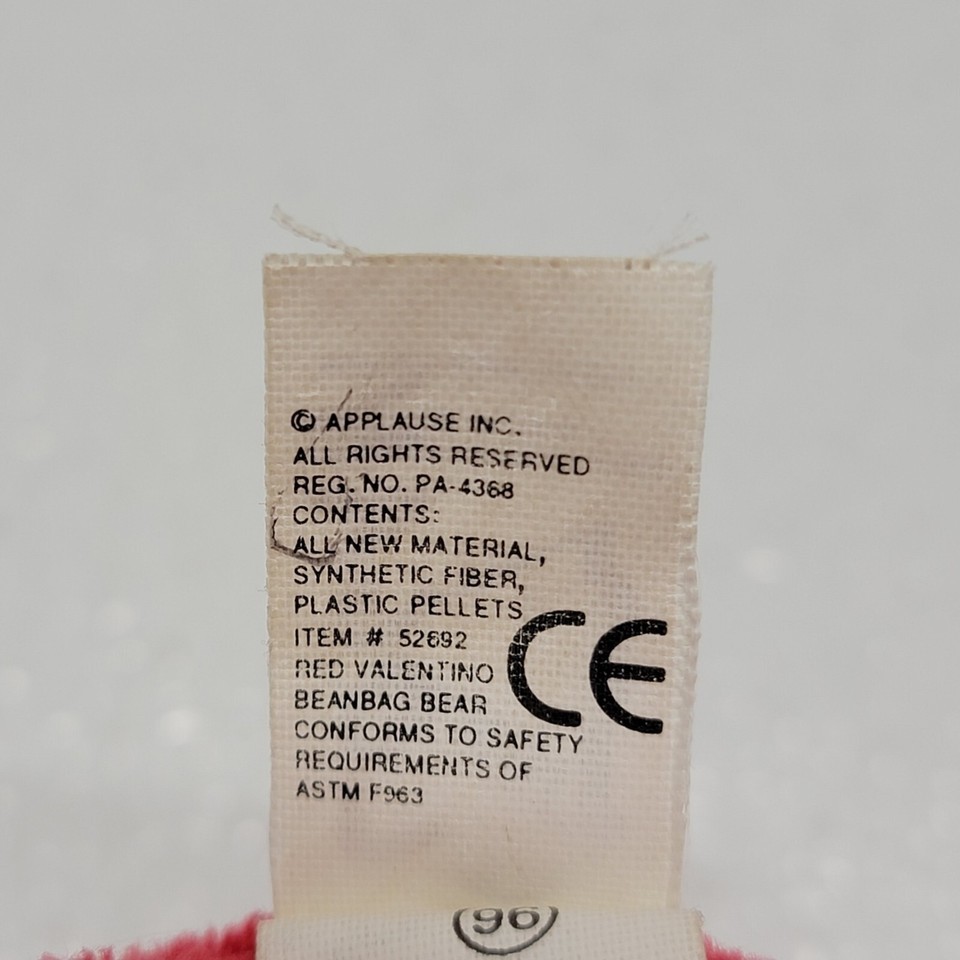 © APPLAUSE INC.
ALL RIGHTS RESERVED
REG. NO. PA-4368
CONTENTS:
ALL NEW MATERIAL,
SYNTHETIC FIBER,
PLASTIC PELLETS
ITEM # 52692
RED VALENTINO
BEANBAG BEAR
CONFORMS TO SAFETY
REQUIREMENTS OF
ASTM F963
CE
96